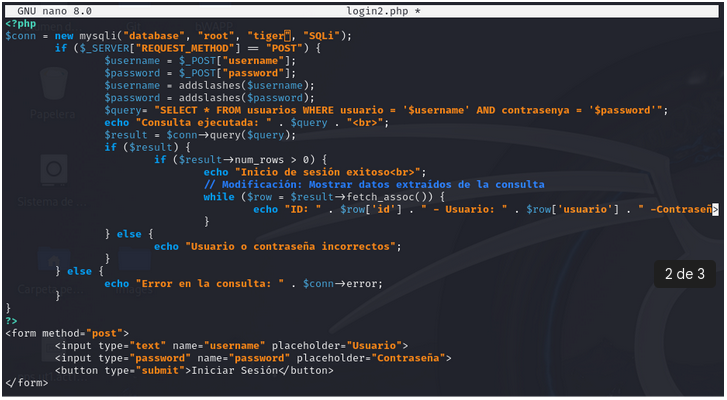 GNU nano 8.0 login2.php *
<?php
$conn = new mysqli("database", "root", "tiger", "SQLi");
if ($_SERVER["REQUEST_METHOD"] == "POST") {
$username = $_POST["username"];
$password = $_POST["password"];
$username = addslashes($username);
$password = addslashes($password);
$query= "SELECT * FROM usuarios WHERE usuario = '$username' AND contrasenya = '$password'";
echo "Consulta ejecutada: " . $query . "<br>";
$result = $conn->query($query);
if ($result) {
if ($result->num_rows > 0) {
echo "Inicio de sesión exitoso<br>";
// Modificación: Mostrar datos extraidos de la consulta
while ($row = $result->fetch_assoc()) {
echo "ID: " . $row['id'] . " - Usuario: " . $row['usuario'] . " -Contraseñ>
}
} else {
echo "Usuario o contraseña incorrectos";
}
} else {
echo "Error en la consulta: " . $conn->error;
}
}
?>
<form method="post">
<input type="text" name="username" placeholder="Usuario">
<input type="password" name="password" placeholder="Contraseña">
<button type="submit">Iniciar Sesión</button>
</form>
Papelera
Sistema de
Carpeta pe
2 de 3